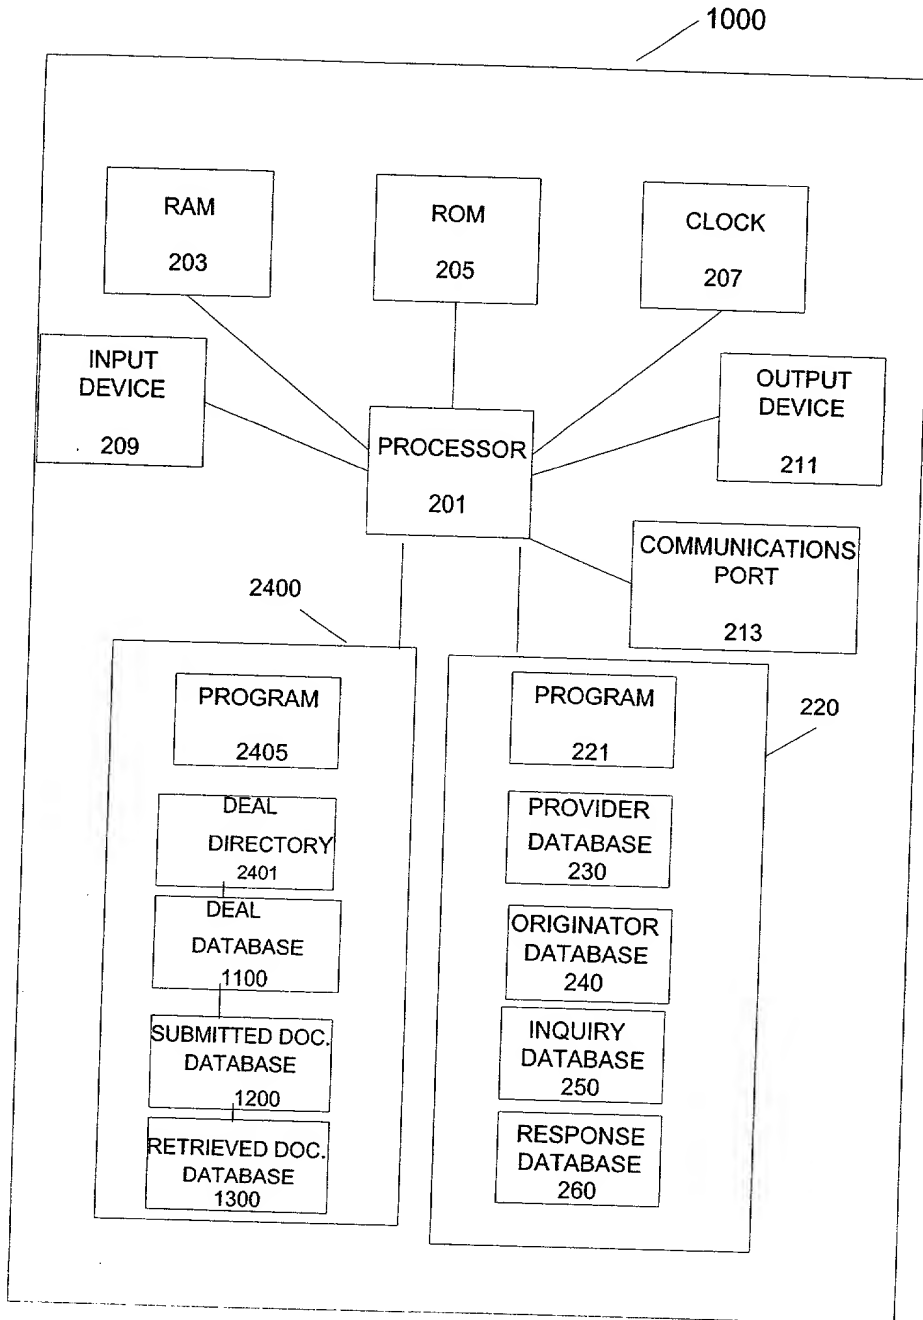 1000
RAM
203
ROM
205
CLOCK
207
INPUT
DEVICE
209
PROCESSOR
201
OUTPUT
DEVICE
211
COMMUNICATIONS
PORT
213
2400
PROGRAM
2405
DEAL
DIRECTORY
2401
DEAL
DATABASE
1100
SUBMITTED DOC.
DATABASE
1200
RETRIEVED DOC.
DATABASE
1300
220
PROGRAM
221
PROVIDER
DATABASE
230
ORIGINATOR
DATABASE
240
INQUIRY
DATABASE
250
RESPONSE
DATABASE
260